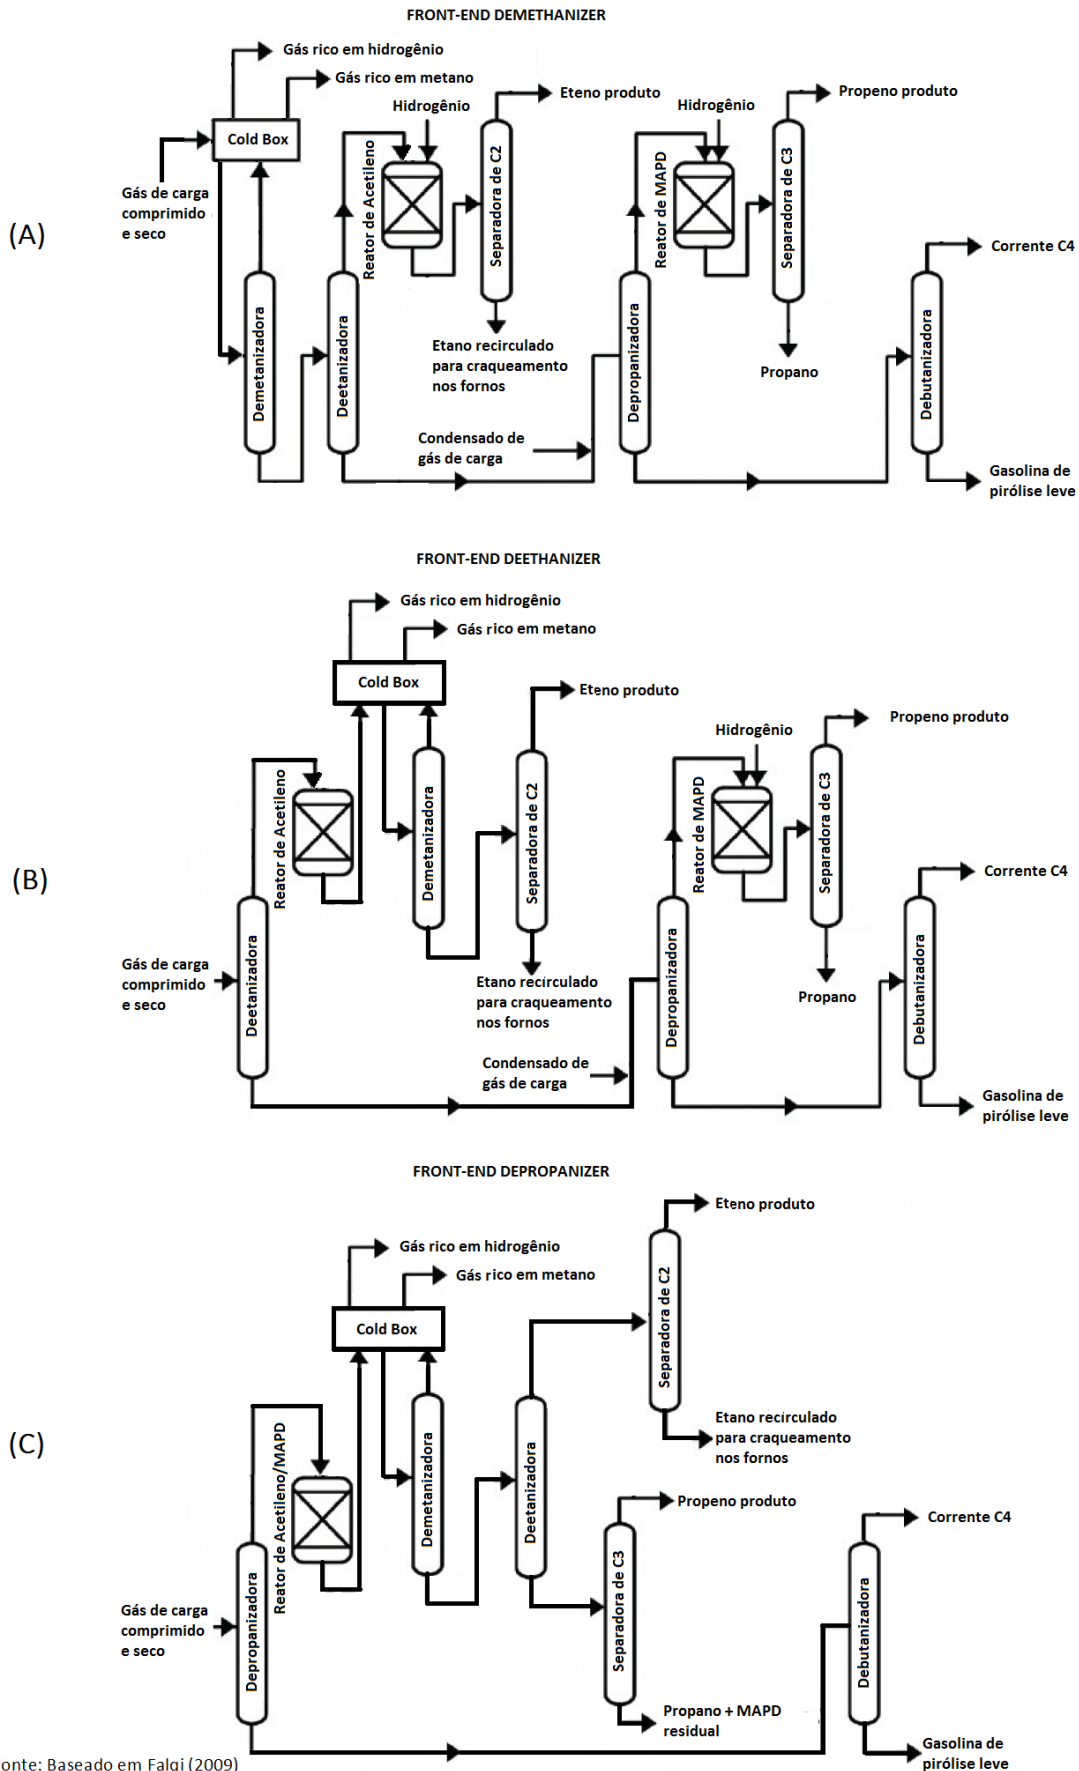 FRONT-END DEMETHANIZER
Gás rico em hidrogênio
Gás rico em metano
Cold Box
Gás de carga
comprimido
e seco
Hidrogênio
Eteno produto
Hidrogênio
Propeno produto
Reator de Acetileno
Separadora de C2
Reator de MAPD
Separadora de C3
(A)
Demetanizadora
Deetanizadora
Etano recirculado
para craqueamento
nos fornos
Condensado de
gás de carga
Depropanizadora
Propano
Debutanizadora
Corrente C4
Gasolina de
pirólise leve
FRONT-END DEETHANIZER
Gás rico em hidrogênio
Gás rico em metano
Cold Box
Eteno produto
Hidrogênio
Propeno produto
Reator de Acetileno
Demetanizadora
Separadora de C2
Reator de MAPD
Separadora de C3
(B)
Gás de carga
comprimido
e seco
Deetanizadora
Etano recirculado
para craqueamento
nos fornos
Condensado de
gás de carga
Depropanizadora
Propano
Debutanizadora
Corrente C4
Gasolina de
pirólise leve
FRONT-END DEPROPANIZER
Eteno produto
Gás rico em hidrogênio
Gás rico em metano
Cold Box
Separadora de C2
Etano recirculado
para craqueamento
nos fornos
(C)
Reator de Acetileno/MAPD
Demetanizadora
Deetanizadora
Propeno produto
Corrente C4
Gás de carga
comprimido
e seco
Depropanizadora
Separadora de C3
Debutanizadora
Propano + MAPD
residual
Gasolina de
pirólise leve
onte: Baseado em Falqi (2009)